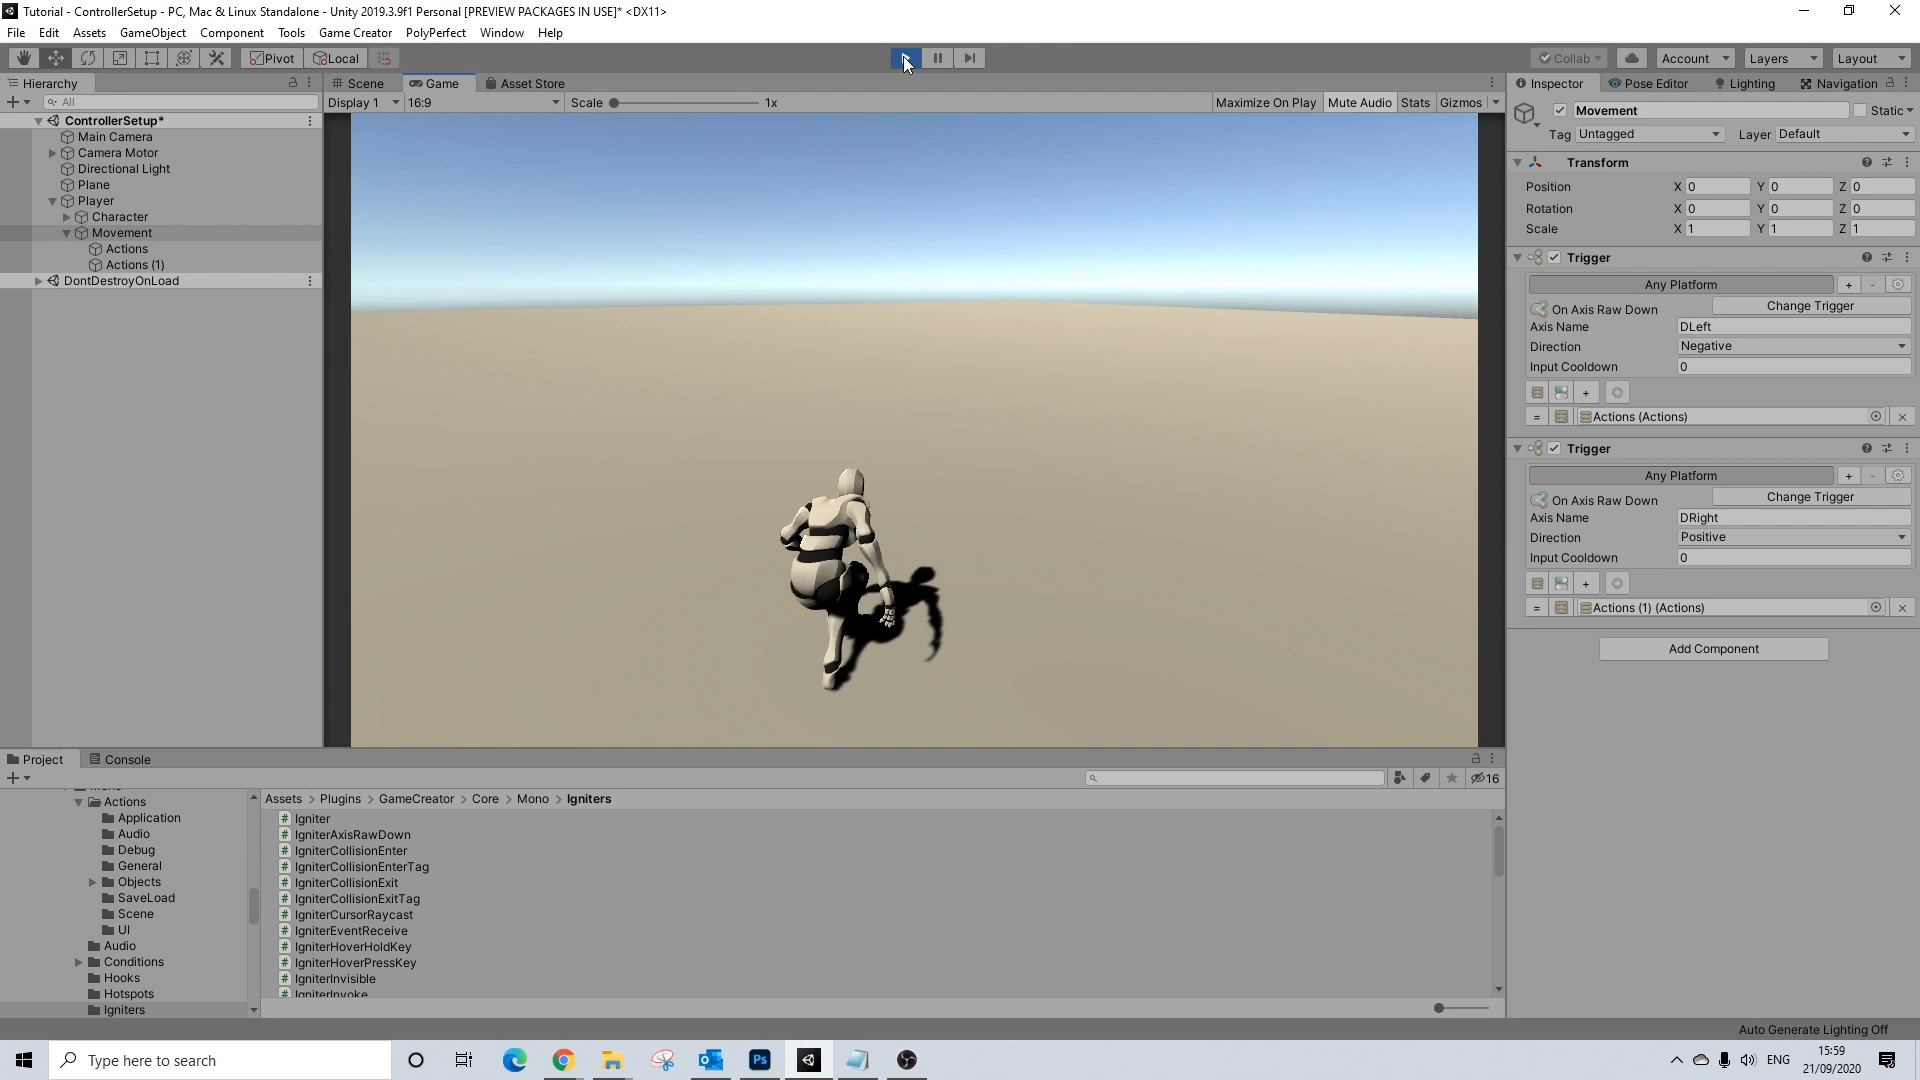 Tutorial - ControllerSetup - PC, Mac & Linux Standalone - Unity 2019.3.9f1 Personal [PREVIEW PACKAGES IN USE]* <DX11>
File Edit Assets GameObject Component Tools Game Creator PolyPerfect Window Help
Pivot Local Collab Account Layers Layout
Hierarchy
All
ControllerSetup*
Main Camera
Camera Motor
Directional Light
Plane
Player
Character
Movement
Actions
Actions (1)
DontDestroyOnLoad
Scene Game Asset Store
Display 1 16:9 Scale 1x Maximize On Play Mute Audio Stats Gizmos
Inspector Pose Editor Lighting Navigation
Movement Static
Tag Untagged Layer Default
Transform
Position X 0 Y 0 Z 0
Rotation X 0 Y 0 Z 0
Scale X 1 Y 1 Z 1
Trigger
Any Platform + -
On Axis Raw Down Change Trigger
Axis Name DLeft
Direction Negative
Input Cooldown 0
+
= Actions (Actions)
Trigger
Any Platform + -
On Axis Raw Down Change Trigger
Axis Name DRight
Direction Positive
Input Cooldown 0
+
= Actions (1) (Actions)
Add Component
Project Console
16
Actions
Application
Audio
Debug
General
Objects
SaveLoad
Scene
UI
Audio
Conditions
Hooks
Hotspots
Igniters
Assets > Plugins > GameCreator > Core > Mono > Igniters
# Igniter
# IgniterAxisRawDown
# IgniterCollisionEnter
# IgniterCollisionEnterTag
# IgniterCollisionExit
# IgniterCollisionExitTag
# IgniterCursorRaycast
# IgniterEventReceive
# IgniterHoverHoldKey
# IgniterHoverPressKey
# IgniterInvisible
# IgniterInvoke
Auto Generate Lighting Off
Type here to search
Ps
ENG
15:59
21/09/2020